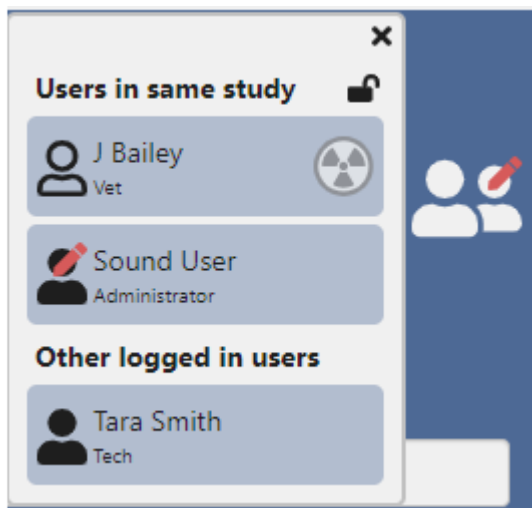 Users in same study
J Bailey
Vet
Sound User
Administrator
Other logged in users
Tara Smith
Tech